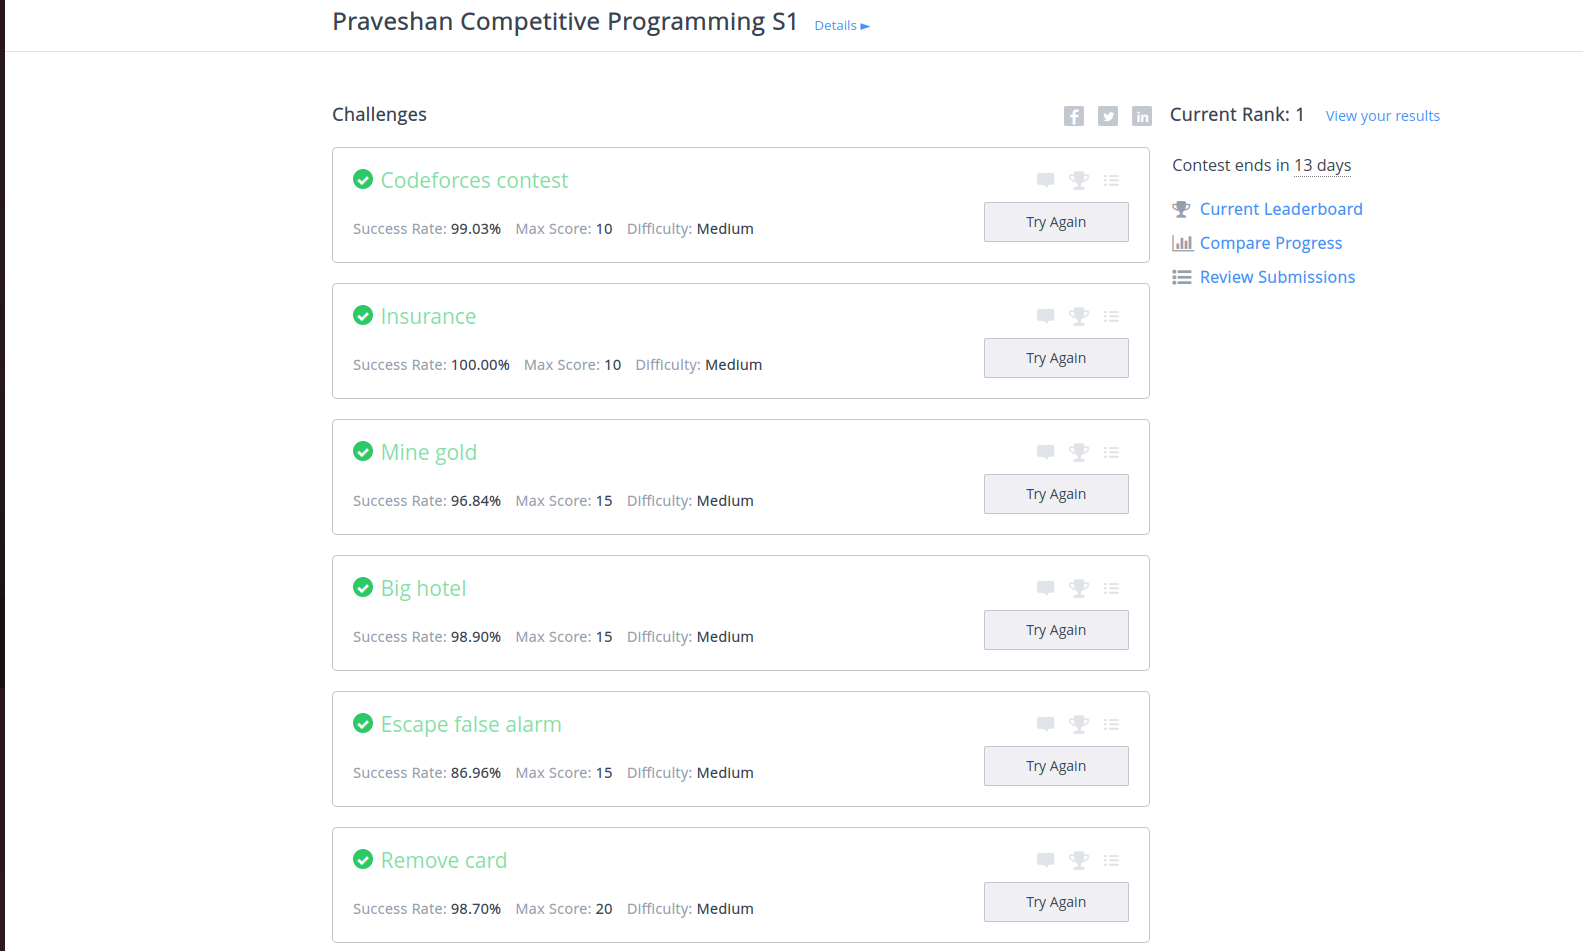 Praveshan Competitive Programming S1 Details ►
Challenges
Current Rank: 1 View your results
Contest ends in 13 days
Current Leaderboard
Compare Progress
Review Submissions
Codeforces contest
Success Rate: 99.03% Max Score: 10 Difficulty: Medium
Try Again
Insurance
Success Rate: 100.00% Max Score: 10 Difficulty: Medium
Try Again
Mine gold
Success Rate: 96.84% Max Score: 15 Difficulty: Medium
Try Again
Big hotel
Success Rate: 98.90% Max Score: 15 Difficulty: Medium
Try Again
Escape false alarm
Success Rate: 86.96% Max Score: 15 Difficulty: Medium
Try Again
Remove card
Success Rate: 98.70% Max Score: 20 Difficulty: Medium
Try Again